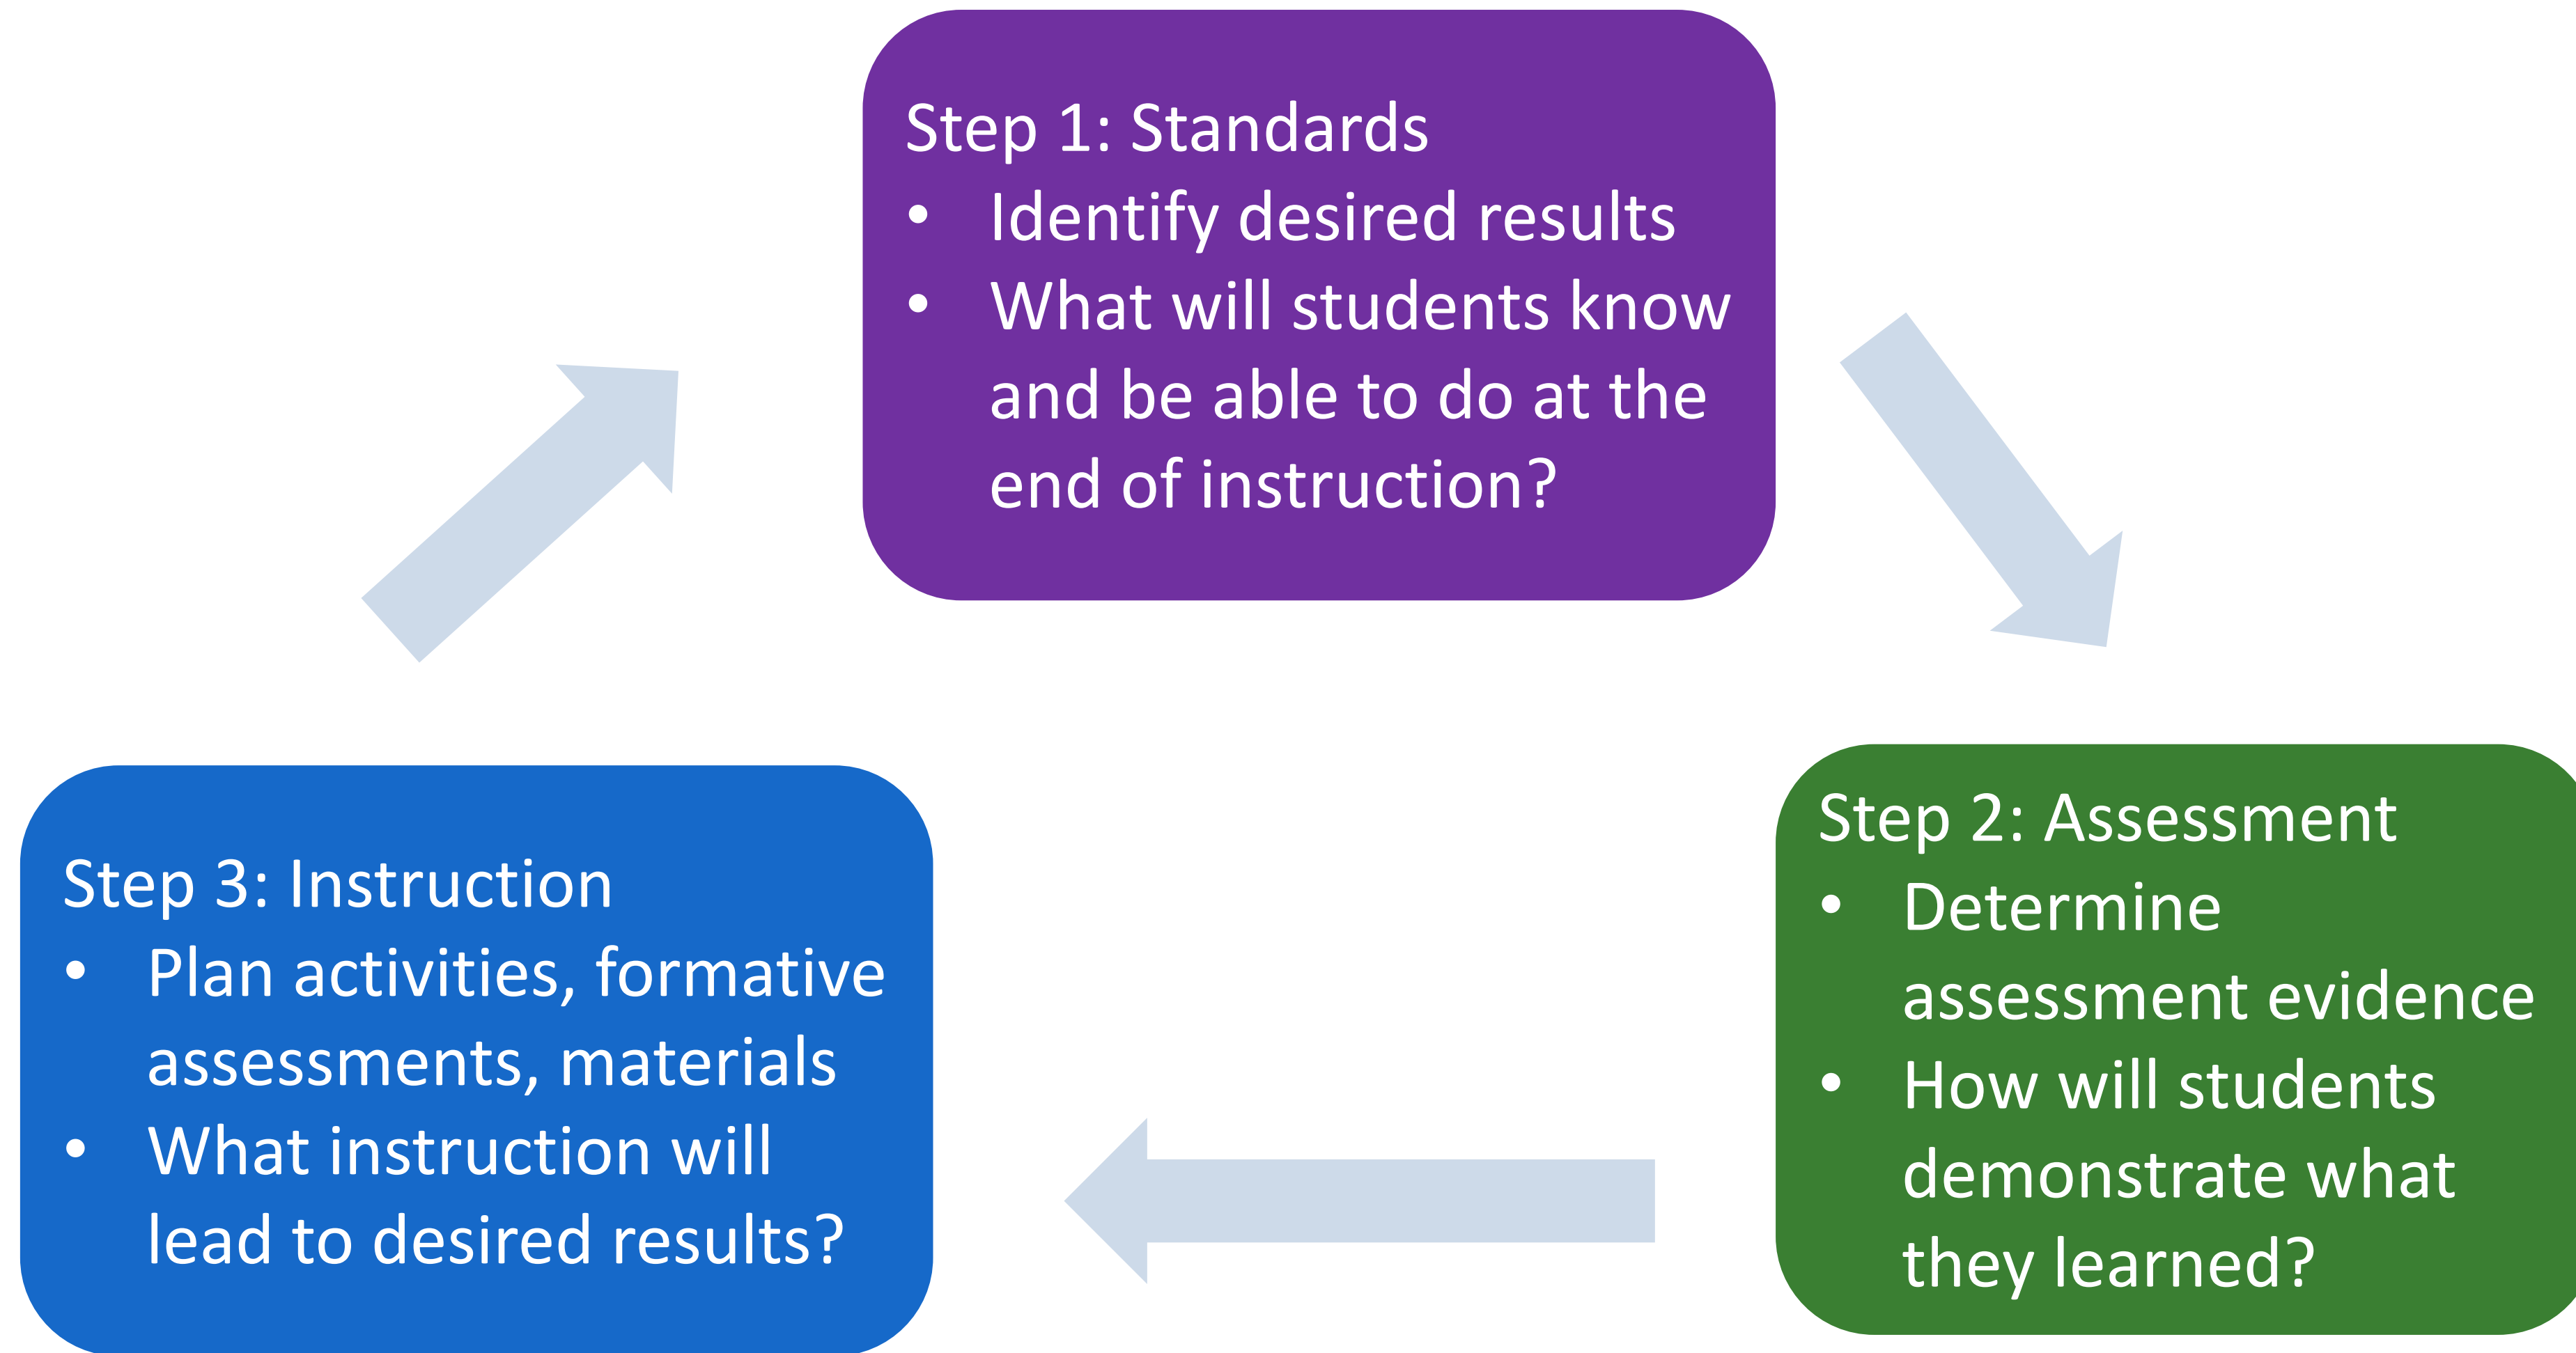 Step 1: Standards
• Identify desired results
• What will students know
and be able to do at the
end of instruction?
Step 2: Assessment
• Determine
assessment evidence
• How will students
demonstrate what
they learned?
Step 3: Instruction
• Plan activities, formative
assessments, materials
• What instruction will
lead to desired results?